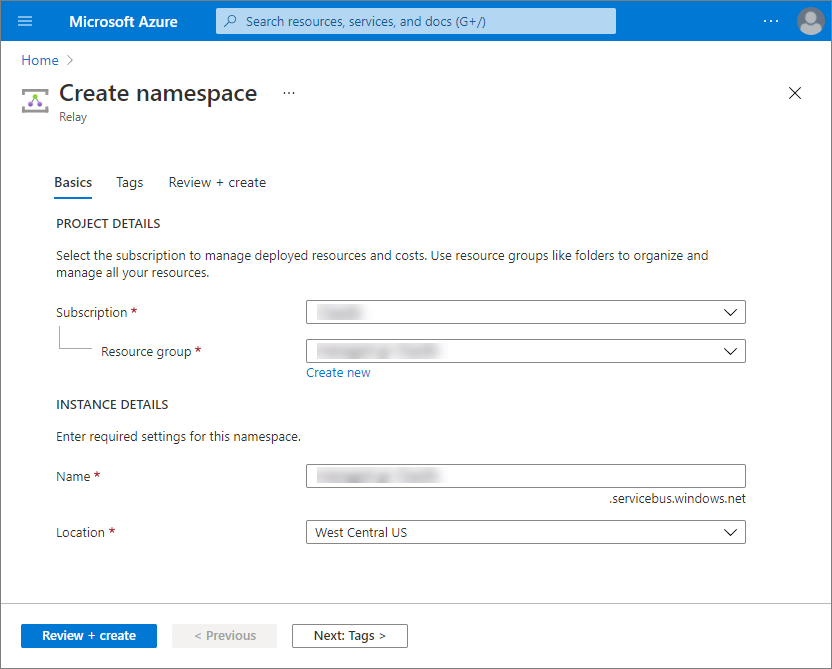 Microsoft Azure
Search resources, services, and docs (G+/)
...
Home >
Create namespace ...
Relay
Basics Tags Review + create
PROJECT DETAILS
Select the subscription to manage deployed resources and costs. Use resource groups like folders to organize and
manage all your resources.
Subscription *
Resource group *
Create new
INSTANCE DETAILS
Enter required settings for this namespace.
Name *
.servicebus.windows.net
Location *
West Central US
Review + create
< Previous
Next: Tags >